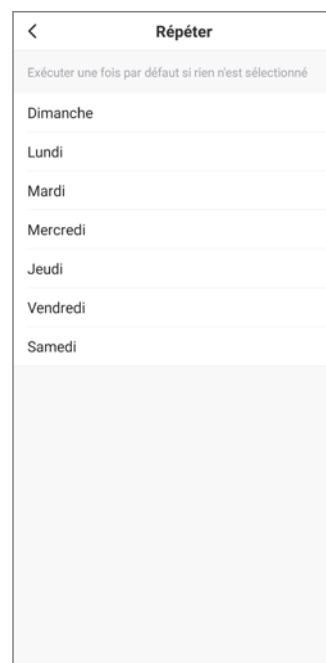 Répéter
Exécuter une fois par défaut si rien n'est sélectionné
Dimanche
Lundi
Mardi
Mercredi
Jeudi
Vendredi
Samedi